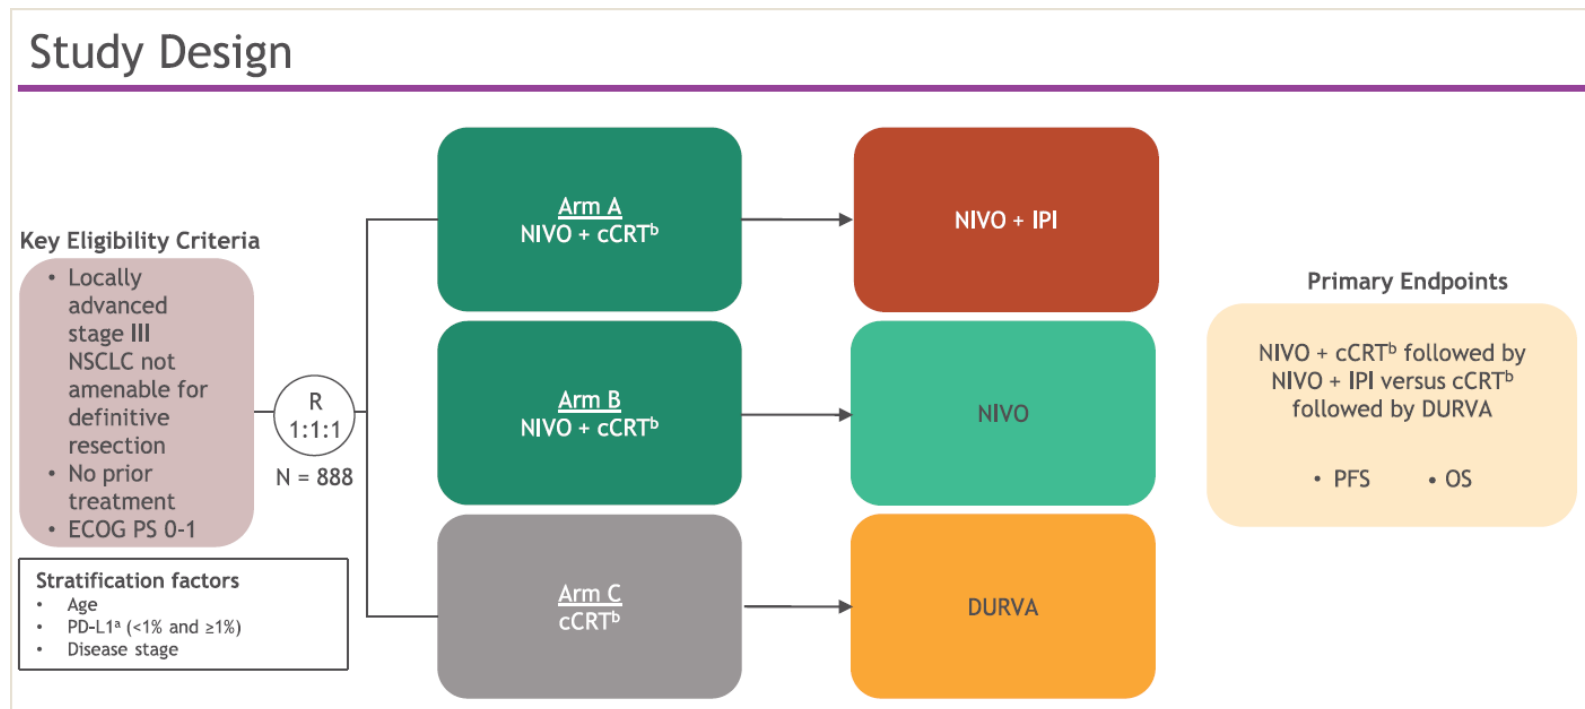 Study Design
Key Eligibility Criteria
• Locally
advanced
stage III
NSCLC not
amenable for
definitive
resection
• No prior
treatment
• ECOG PS 0-1
Stratification factors
• Age
• PD-L1ᵃ (<1% and ≥1%)
• Disease stage
R
1:1:1
N = 888
Arm A
NIVO + cCRTᵇ
NIVO + IPI
Arm B
NIVO + cCRTᵇ
NIVO
Arm C
cCRTᵇ
DURVA
Primary Endpoints
NIVO + cCRTᵇ followed by
NIVO + IPI versus cCRTᵇ
followed by DURVA
• PFS • OS